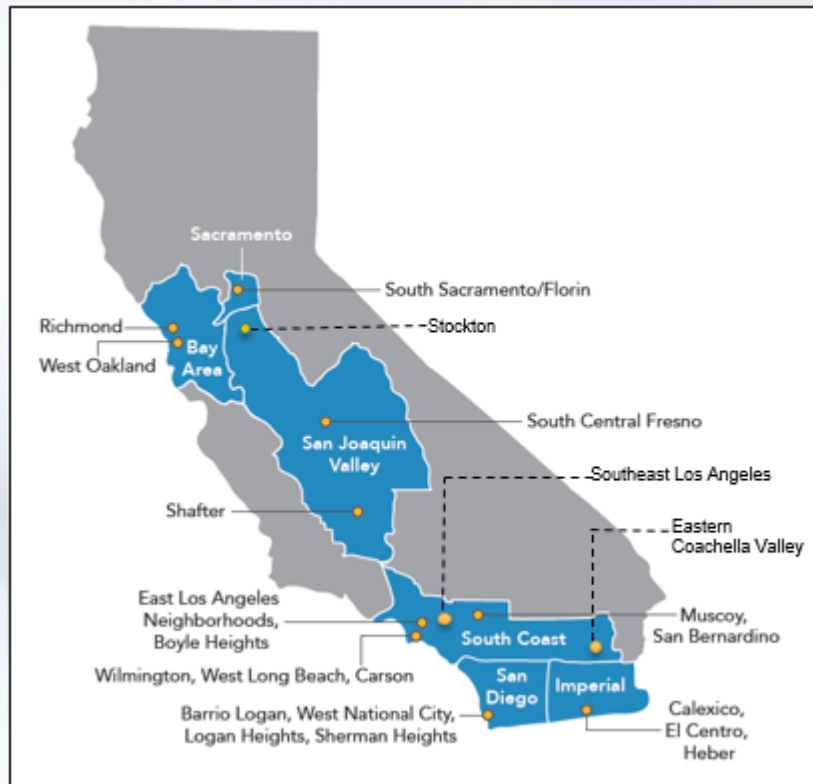 Sacramento
South Sacramento/Florin
Richmond
Stockton
West Oakland
Bay
Area
South Central Fresno
San Joaquin
Valley
Southeast Los Angeles
Shafter
Eastern
Coachella Valley
East Los Angeles
Neighborhoods,
Boyle Heights
Muscoy,
San Bernardino
South Coast
Wilmington, West Long Beach, Carson
San
Diego
Imperial
Barrio Logan, West National City,
Logan Heights, Sherman Heights
Calexico,
El Centro,
Heber